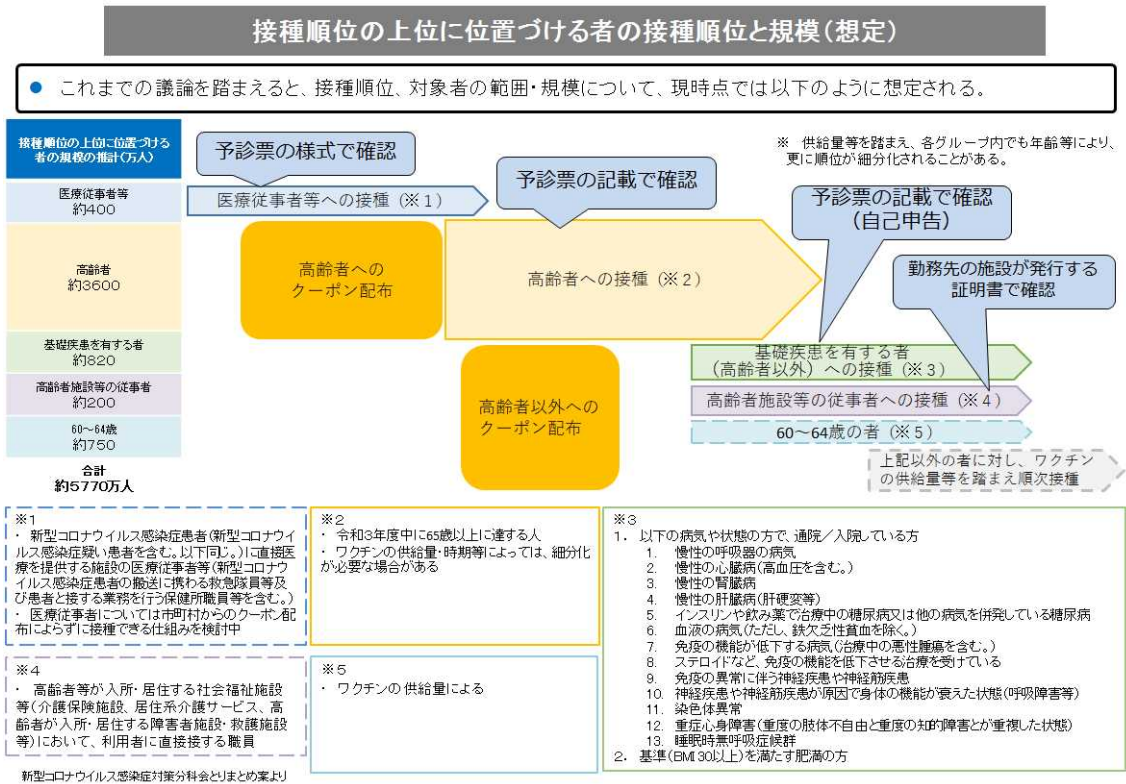 接種順位の上位に位置づける者の接種順位と規模(想定)
● これまでの議論を踏まえると、接種順位、対象者の範囲・規模について、現時点では以下のように想定される。
接種順位の上位に位置づける
者の規模の推計(万人)
予診票の様式で確認
※ 供給量等を踏まえ、各グループ内でも年齢等により、
更に順位が細分化されることがある。
予診票の記載で確認
医療従事者等
約400
医療従事者等への接種(※1)
予診票の記載で確認
(自己申告)
高齢者
約3600
高齢者への
クーポン配布
高齢者への接種(※2)
勤務先の施設が発行する
証明書で確認
基礎疾患を有する者
約820
基礎疾患を有する者
(高齢者以外)への接種(※3)
高齢者施設等の従事者
約200
高齢者以外への
クーポン配布
高齢者施設等の従事者への接種(※4)
60~64歳
約750
60~64歳の者(※5)
合計
約5770万人
上記以外の者に対し、ワクチン
の供給量等を踏まえ順次接種
※1
・ 新型コロナウイルス感染症患者(新型コロナウイ
ルス感染症疑い患者を含む。以下同じ。)に直接医
療を提供する施設の医療従事者等(新型コロナウ
イルス感染症患者の搬送に携わる救急隊員等及
び患者と接する業務を行う保健所職員等を含む。)
・ 医療従事者については市町村からのクーポン配
布によらずに接種できる仕組みを検討中
※2
・ 令和3年度中に65歳以上に達する人
・ ワクチンの供給量・時期等によっては、細分化
が必要な場合がある
※3
1. 以下の病気や状態の方で、通院/入院している方
1. 慢性の呼吸器の病気
2. 慢性の心臓病(高血圧を含む。)
3. 慢性の腎臓病
4. 慢性の肝臓病(肝硬変等)
5. インスリンや飲み薬で治療中の糖尿病又は他の病気を併発している糖尿病
6. 血液の病気(ただし、鉄欠乏性貧血を除く。)
7. 免疫の機能が低下する病気(治療中の悪性腫瘍を含む。)
8. ステロイドなど、免疫の機能を低下させる治療を受けている
9. 免疫の異常に伴う神経疾患や神経筋疾患
10. 神経疾患や神経筋疾患が原因で身体の機能が衰えた状態(呼吸障害等)
11. 染色体異常
12. 重症心身障害(重度の肢体不自由と重度の知的障害とが重複した状態)
13. 睡眠時無呼吸症候群
2. 基準(BMI30以上)を満たす肥満の方
※4
・ 高齢者等が入所・居住する社会福祉施設
等(介護保険施設、居住系介護サービス、高
齢者が入所・居住する障害者施設・救護施設
等)において、利用者に直接接する職員
※5
・ ワクチンの供給量による
新型コロナウイルス感染症対策分科会とりまとめ案より